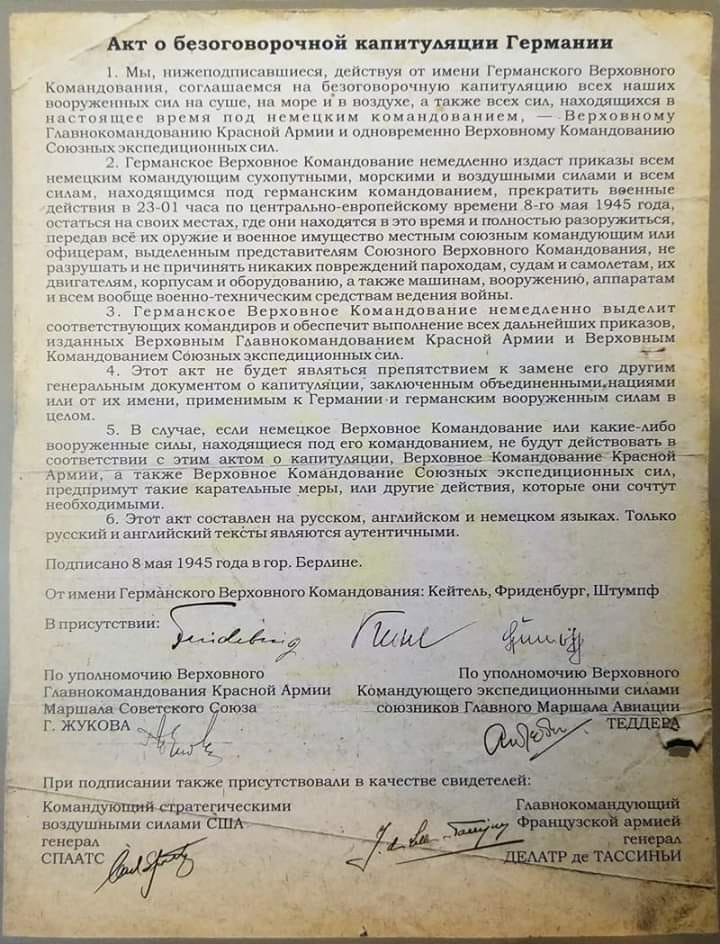 Акт о безоговорочной капитуляции Германии
1. Мы, нижеподписавшиеся, действуя от имени Германского Верховного
Командования, соглашаемся на безоговорочную капитуляцию всех наших
вооруженных сил на суше, на море и в воздухе, а также всех сил, находящихся в
настоящее время под немецким командованием, — Верховному
Главнокомандованию Красной Армии и одновременно Верховному Командованию
Союзных экспедиционных сил.
2. Германское Верховное Командование немедленно издаст приказы всем
немецким командующим сухопутными, морскими и воздушными силами и всем
силам, находящимся под германским командованием, прекратить военные
действия в 23-01 часа по центрально-европейскому времени 8-го мая 1945 года,
остаться на своих местах, где они находятся в это время и полностью разоружиться,
передав всё их оружие и военное имущество местным союзным командующим или
офицерам, выделенным представителям Союзного Верховного Командования, не
разрушать и не причинять никаких повреждений пароходам, судам и самолетам, их
двигателям, корпусам и оборудованию, а также машинам, вооружению, аппаратам
и всем вообще военно-техническим средствам ведения войны.
3. Германское Верховное Командование немедленно выделит
соответствующих командиров и обеспечит выполнение всех дальнейших приказов,
изданных Верховным Главнокомандованием Красной Армии и Верховным
Командованием Союзных экспедиционных сил.
4. Этот акт не будет являться препятствием к замене его другим
генеральным документом о капитуляции, заключенным объединенными нациями
или от их имени, применимым к Германии и германским вооруженным силам в
целом.
5. В случае, если немецкое Верховное Командование или какие-либо
вооруженные силы, находящиеся под его командованием, не будут действовать в
соответствии с этим актом о капитуляции, Верховное Командование Красной
Армии, а также Верховное Командование Союзных экспедиционных сил,
предпримут такие карательные меры, или другие действия, которые они сочтут
необходимыми.
6. Этот акт составлен на русском, английском и немецком языках. Только
русский и английский тексты являются аутентичными.
Подписано 8 мая 1945 года в гор. Берлине.
От имени Германского Верховного Командования: Кейтель, Фриденбург, Штумпф
В присутствии:
По уполномочию Верховного
Главнокомандования Красной Армии
Маршала Советского Союза
Г. ЖУКОВА
По уполномочию Верховного
Командующего экспедиционными силами
союзников Главного Маршала Авиации
ТЕДДЕРА
При подписании также присутствовали в качестве свидетелей:
Командующий стратегическими
воздушными силами США
генерал
СПААТС
Главнокомандующий
Французской армией
генерал
ДЕЛАТР де ТАССИНЬИ